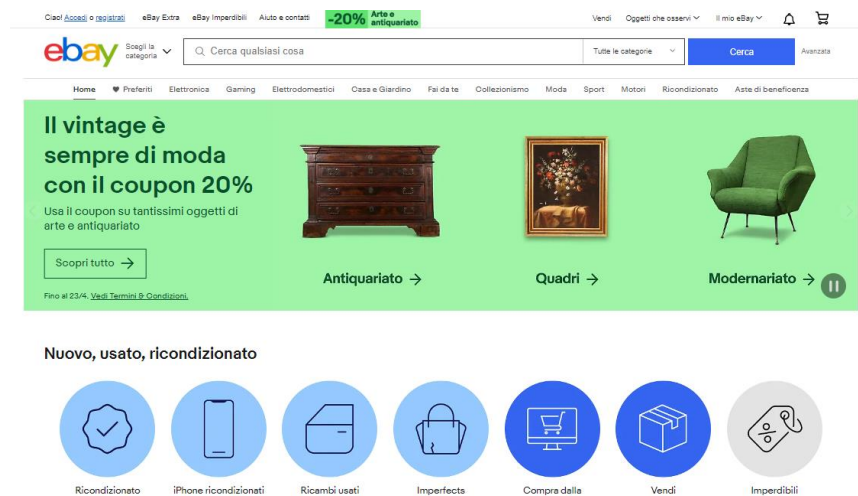 Ciao! Accedi o registrati eBay Extra eBay Imperdibili Aiuto e contatti -20% Arte e antiquariato Vendi Oggetti che osservi Il mio eBay
ebay Scegli la categoria Cerca qualsiasi cosa Tutte le categorie Cerca Avanzata
Home Preferiti Elettronica Gaming Elettrodomestici Casa e Giardino Fai da te Collezionismo Moda Sport Motori Ricondizionato Aste di beneficenza
Il vintage è
sempre di moda
con il coupon 20%
Usa il coupon su tantissimi oggetti di
arte e antiquariato
Scopri tutto →
Fino al 23/4. Vedi Termini & Condizioni.
Antiquariato → Quadri → Modernariato →
Nuovo, usato, ricondizionato
Ricondizionato iPhone ricondizionati Ricambi usati Imperfects Compra dalla Vendi Imperdibili